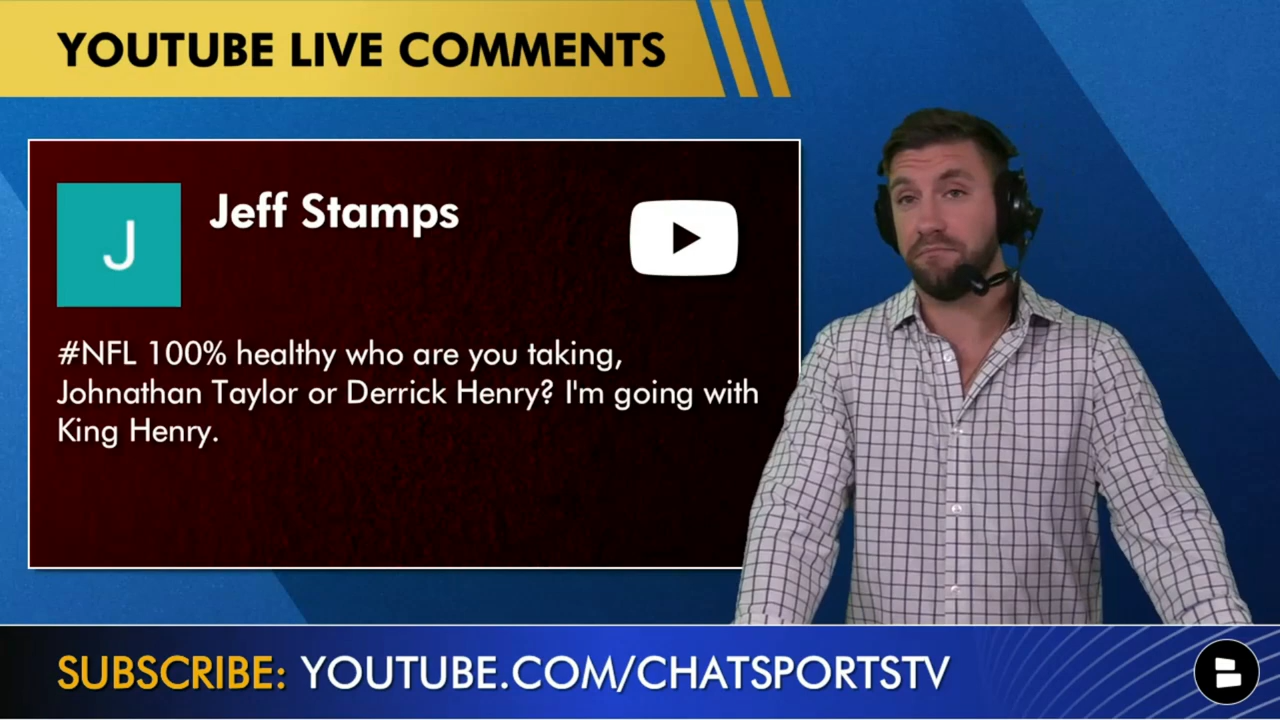 YOUTUBE LIVE COMMENTS
J
Jeff Stamps
#NFL 100% healthy who are you taking,
Johnathan Taylor or Derrick Henry? I'm going with
King Henry.
SUBSCRIBE: YOUTUBE.COM/CHATSPORTSTV